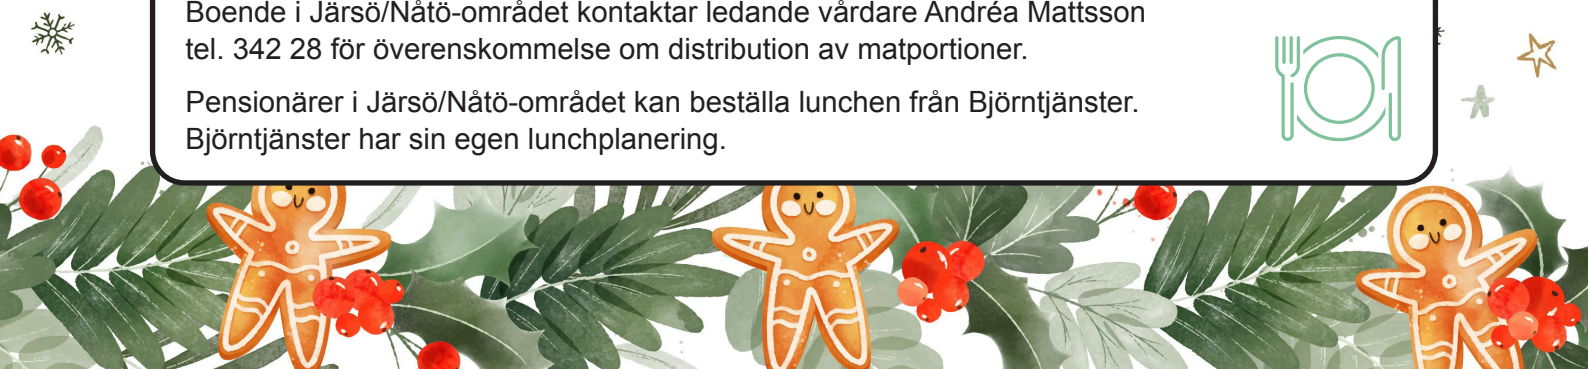 Boende i Järsö/Nåtö-området kontaktar ledande vårdare Andréa Mattsson
tel. 342 28 för överenskommelse om distribution av matportioner.
Pensionärer i Järsö/Nåtö-området kan beställa lunchen från Björntjänster.
Björntjänster har sin egen lunchplanering.